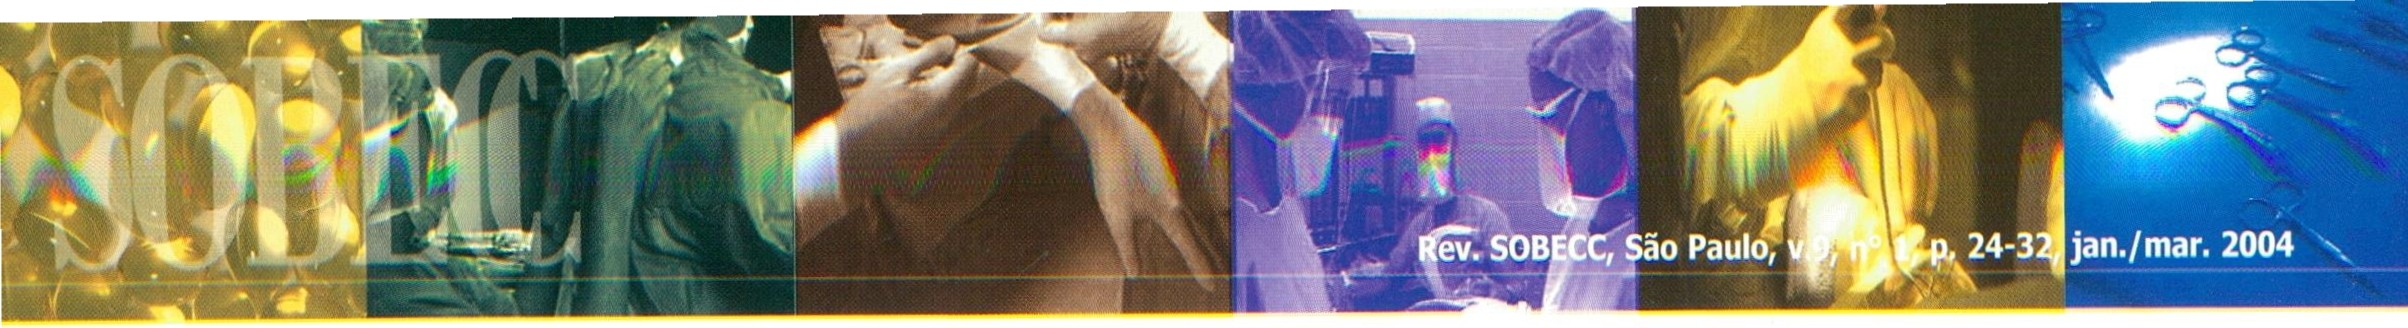 SOBECC
Rev. SOBECC, São Paulo, v.9, nº 1, p. 24-32, jan./mar. 2004